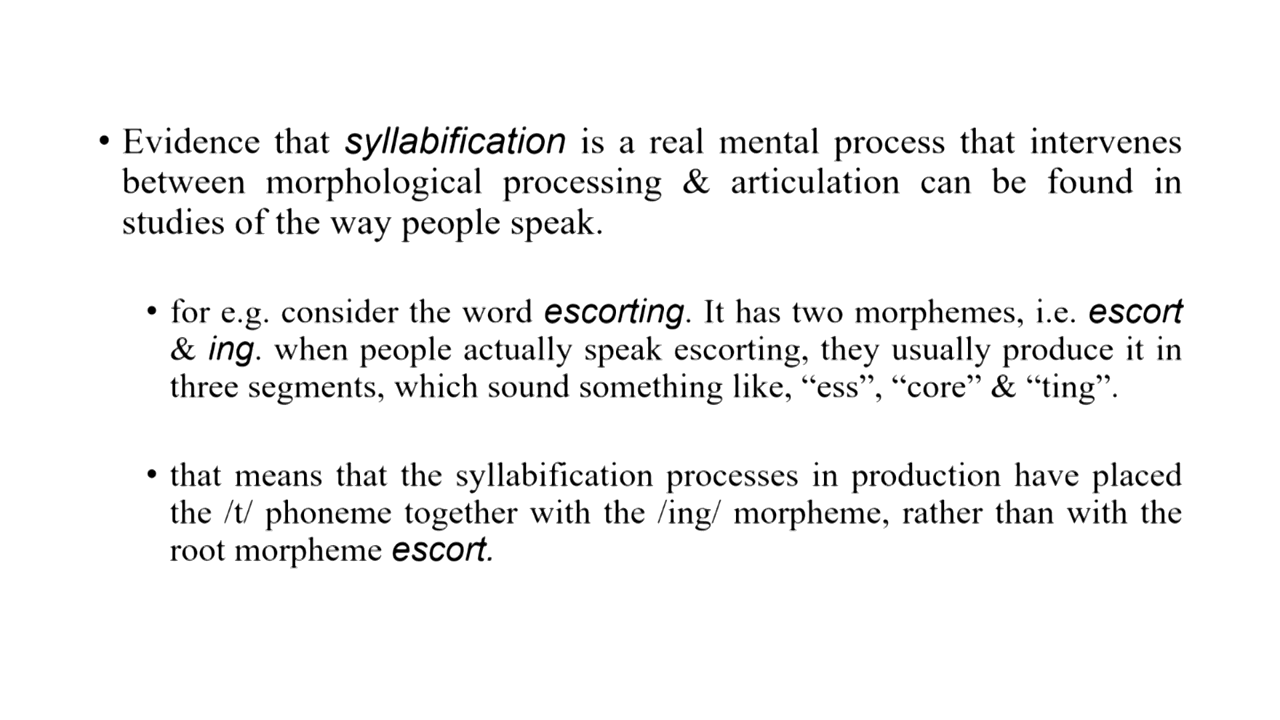 • Evidence that syllabification is a real mental process that intervenes
between morphological processing & articulation can be found in
studies of the way people speak.
• for e.g. consider the word escorting. It has two morphemes, i.e. escort
& ing. when people actually speak escorting, they usually produce it in
three segments, which sound something like, “ess”, “core” & “ting”.
• that means that the syllabification processes in production have placed
the /t/ phoneme together with the /ing/ morpheme, rather than with the
root morpheme escort.